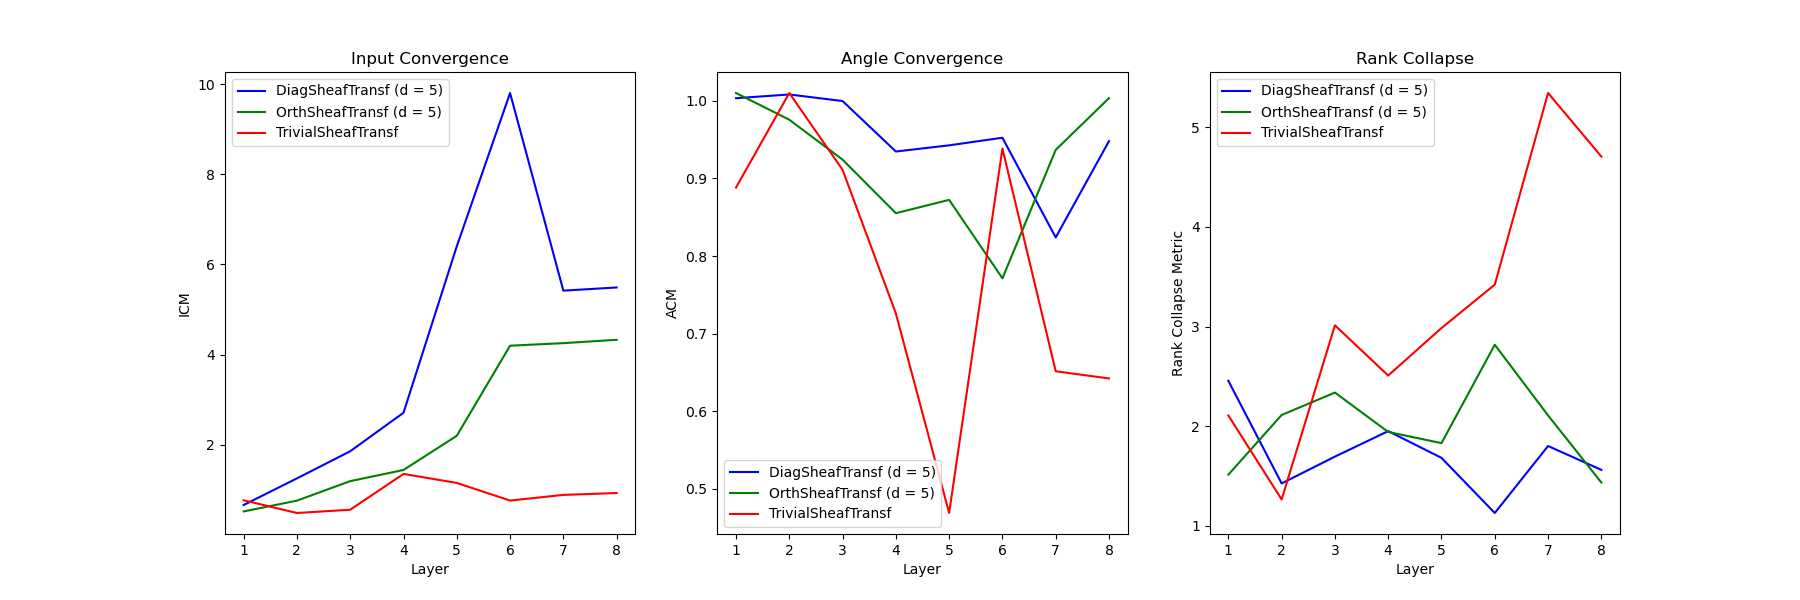 Input Convergence
10
8
6
4
2
ICM
DiagSheafTransf (d = 5)
OrthSheafTransf (d = 5)
TrivialSheafTransf
1 2 3 4 5 6 7 8
Layer
Angle Convergence
1.0
0.9
0.8
0.7
0.6
0.5
ACM
DiagSheafTransf (d = 5)
OrthSheafTransf (d = 5)
TrivialSheafTransf
1 2 3 4 5 6 7 8
Layer
Rank Collapse
5
4
3
2
1
Rank Collapse Metric
DiagSheafTransf (d = 5)
OrthSheafTransf (d = 5)
TrivialSheafTransf
1 2 3 4 5 6 7 8
Layer